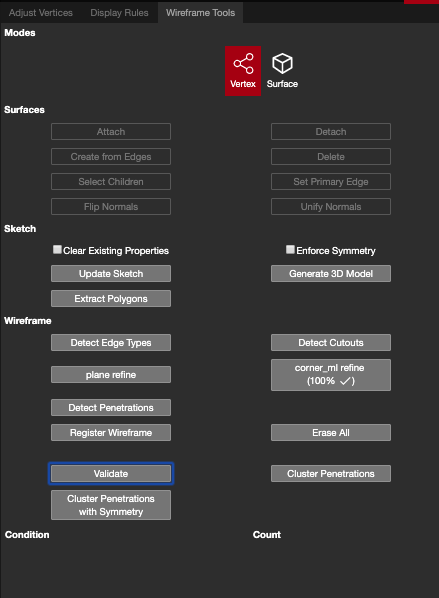 Adjust Vertices Display Rules Wireframe Tools
Modes
Vertex Surface
Surfaces
Attach Detach
Create from Edges Delete
Select Children Set Primary Edge
Flip Normals Unify Normals
Sketch
Clear Existing Properties Enforce Symmetry
Update Sketch Generate 3D Model
Extract Polygons
Wireframe
Detect Edge Types Detect Cutouts
plane refine
corner_ml refine
(100% ✓)
Detect Penetrations
Register Wireframe Erase All
Validate Cluster Penetrations
Cluster Penetrations
with Symmetry
Condition Count